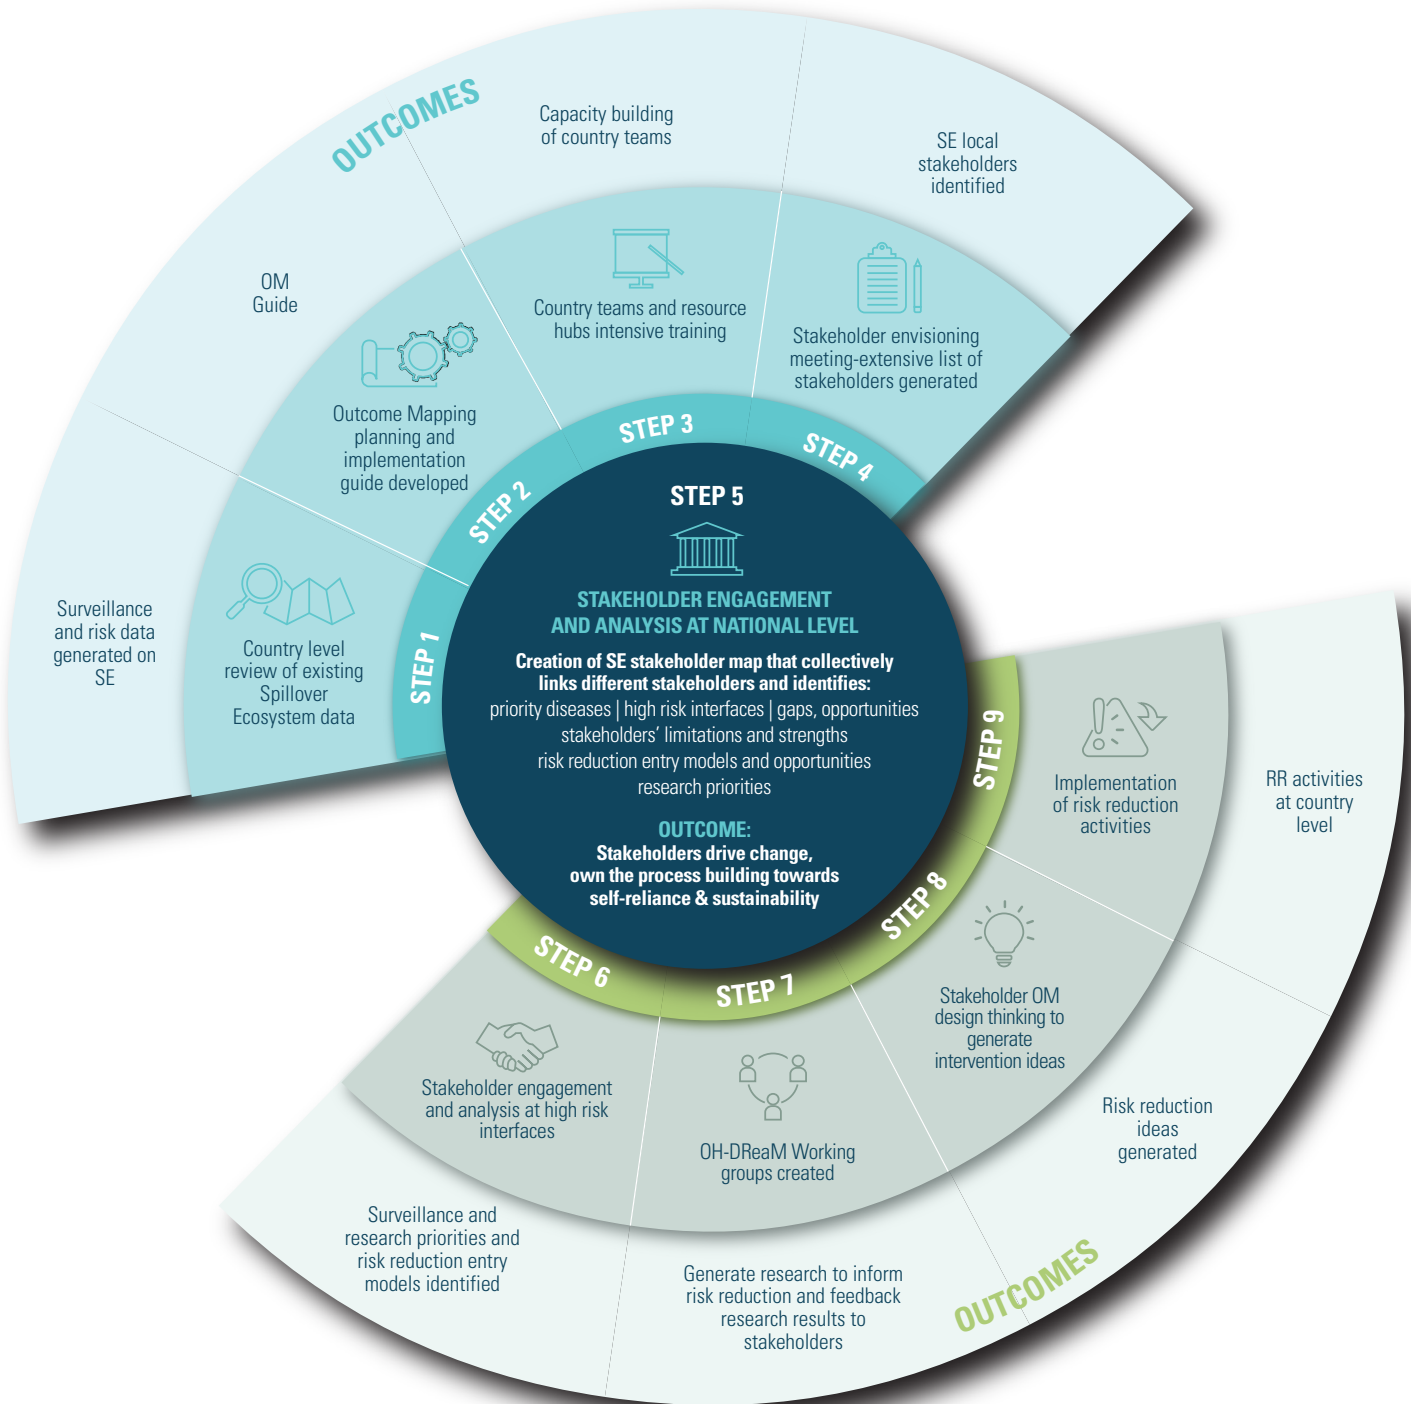 OUTCOMES
STEP 1
Country level
review of existing
Spillover
Ecosystem data
Surveillance
and risk data
generated on
SE
STEP 2
Outcome Mapping
planning and
implementation
guide developed
OM
Guide
STEP 3
Country teams and resource
hubs intensive training
Capacity building
of country teams
STEP 4
Stakeholder envisioning
meeting-extensive list of
stakeholders generated
SE local
stakeholders
identified
STEP 5
STAKEHOLDER ENGAGEMENT
AND ANALYSIS AT NATIONAL LEVEL
Creation of SE stakeholder map that collectively
links different stakeholders and identifies:
priority diseases | high risk interfaces | gaps, opportunities
stakeholders’ limitations and strengths
risk reduction entry models and opportunities
research priorities
OUTCOME:
Stakeholders drive change,
own the process building towards
self-reliance & sustainability
STEP 6
Stakeholder engagement
and analysis at high risk
interfaces
Surveillance and
research priorities and
risk reduction entry
models identified
STEP 7
OH-DReaM Working
groups created
Generate research to inform
risk reduction and feedback
research results to
stakeholders
STEP 8
Stakeholder OM
design thinking to
generate
intervention ideas
Risk reduction
ideas
generated
STEP 9
Implementation
of risk reduction
activities
RR activities
at country
level
OUTCOMES